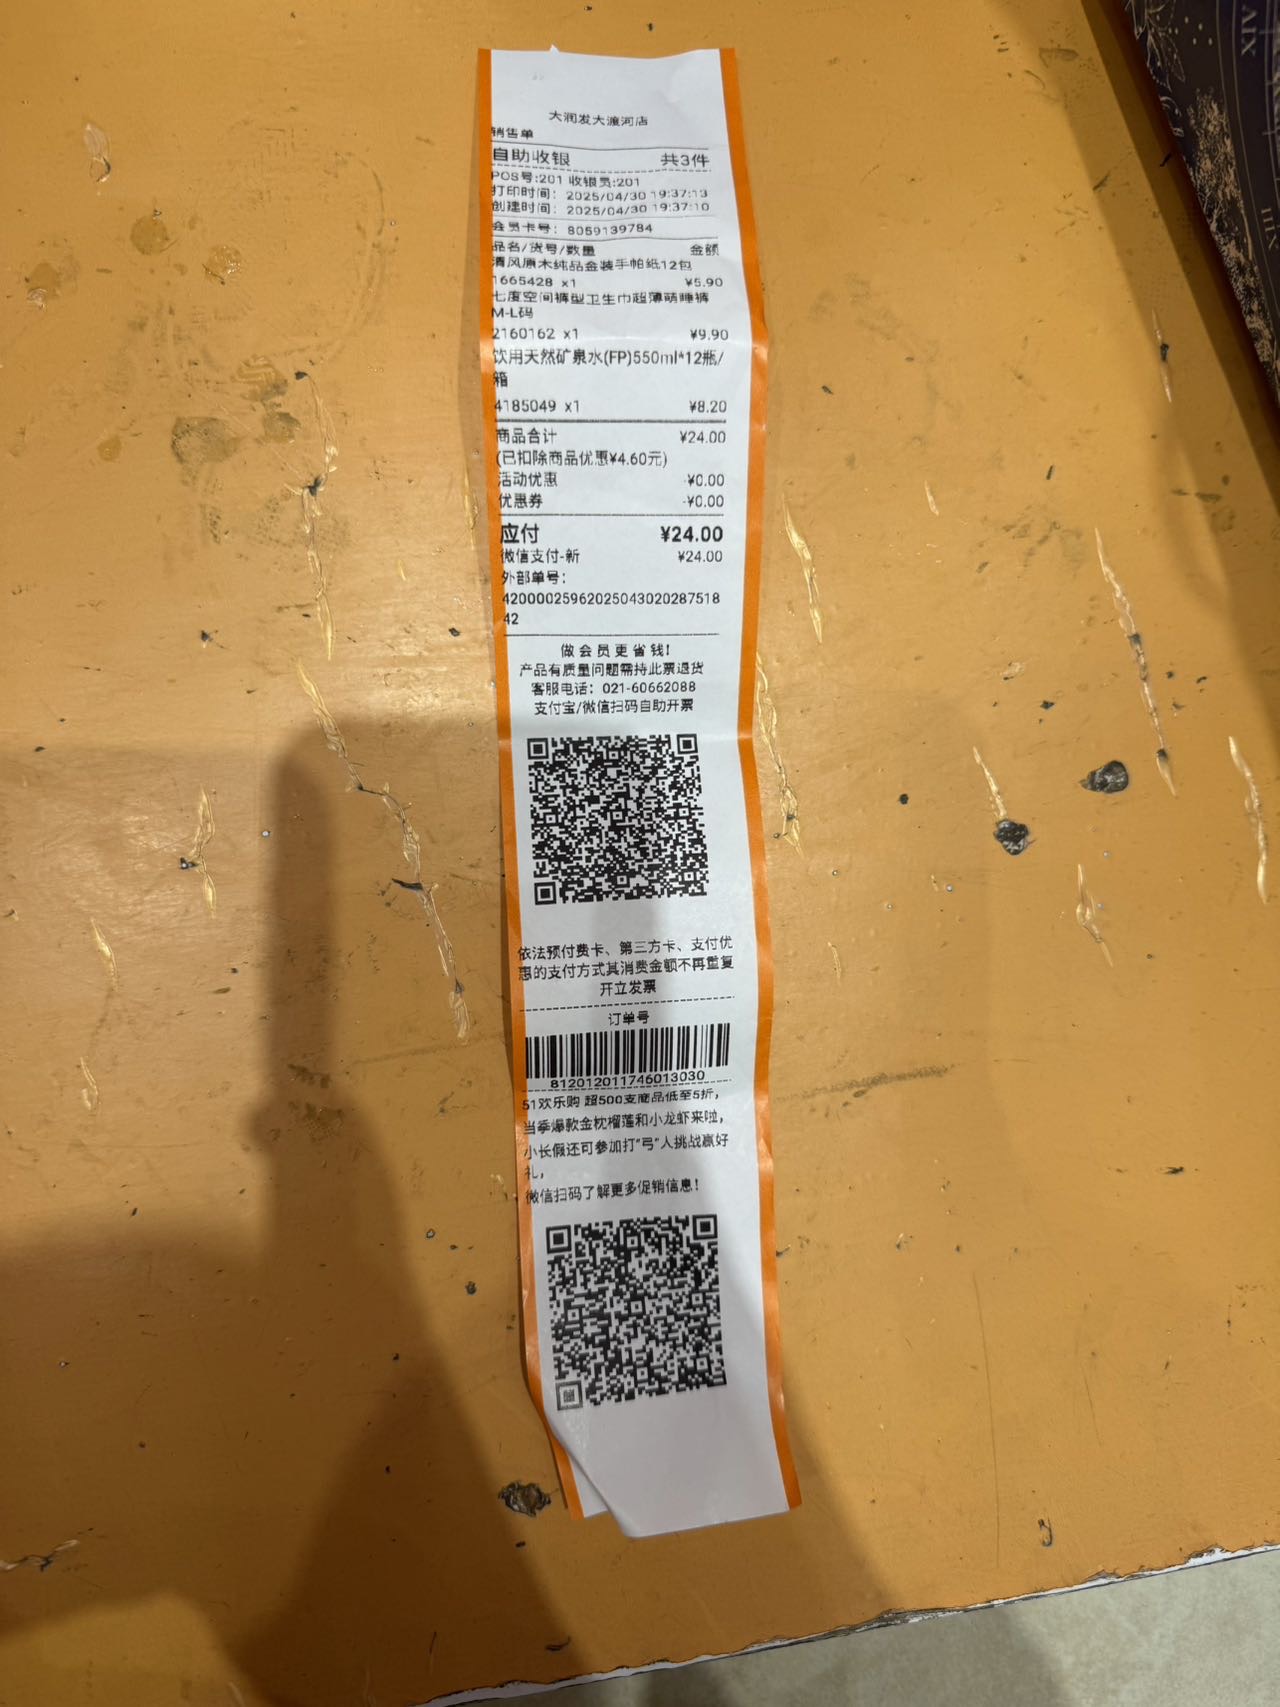 大润发大渡河店
销售单
自助收银 共3件
POS号:201 收银员:201
打印时间: 2025/04/30 19:37:13
创建时间: 2025/04/30 19:37:10
会员卡号: 8059139784
品名/货号/数量 金额
清风原木纯品金装手帕纸12包
1665428 x1 ¥5.90
七度空间裤型卫生巾超薄萌睡裤
M-L码
2160162 x1 ¥9.90
饮用天然矿泉水(FP)550ml*12瓶/
箱
4185049 x1 ¥8.20
商品合计 ¥24.00
(已扣除商品优惠¥4.60元)
活动优惠 -¥0.00
优惠券 -¥0.00
应付 ¥24.00
微信支付-新 ¥24.00
外部单号:
42000025962025043020287518
42
做会员更省钱!
产品有质量问题需持此票退货
客服电话: 021-60662088
支付宝/微信扫码自助开票
依法预付费卡、第三方卡、支付优
惠的支付方式其消费金额不再重复
开立发票
订单号
812012011746013030
51欢乐购 超500支商品低至5折,
当季爆款金枕榴莲和小龙虾来啦,
小长假还可参加打"弓"人挑战赢好
礼,
微信扫码了解更多促销信息!
XIV
XIII